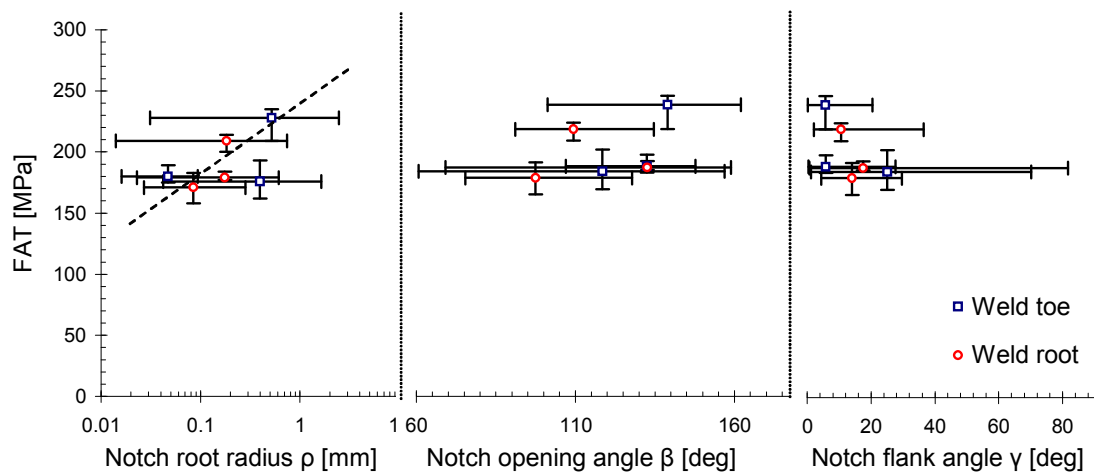 FAT [MPa]
300
250
200
150
100
50
0
0.01 0.1 1 1 60 110 160 0 20 40 60 80
Notch root radius ρ [mm] Notch opening angle β [deg] Notch flank angle γ [deg]
Weld toe
Weld root